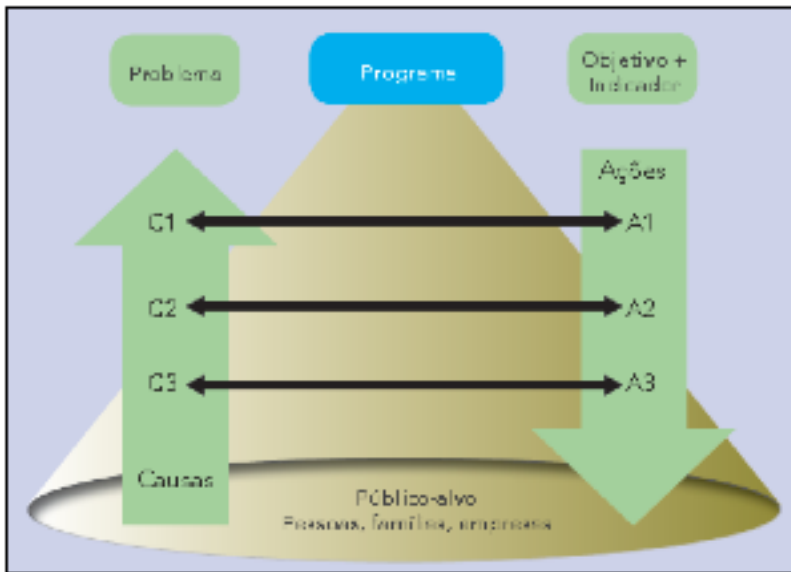 Problema
Programa
Objetivo +
Indicador
Ações
C1
A1
C2
A2
C3
A3
Causas
Público-alvo
Pessoas, famílias, empresas